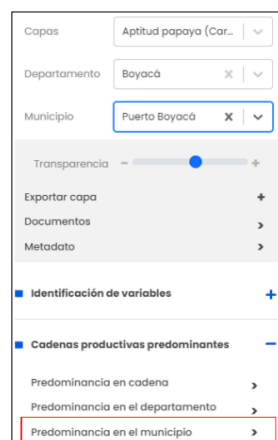 Capas Aptitud papaya (Car...
Departamento Boyacá
Municipio Puerto Boyacá
Transparencia
Exportar capa
Documentos
Metadato
Identificación de variables
Cadenas productivas predominantes
Predominancia en cadena
Predominancia en el departamento
Predominancia en el municipio